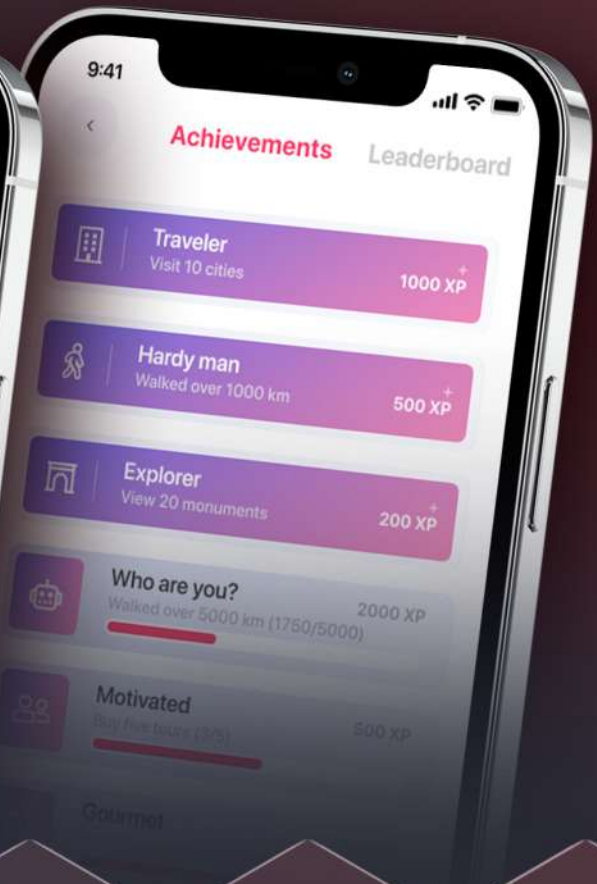 9:41
Achievements Leaderboard
Traveler
Visit 10 cities
+
1000 XP
Hardy man
Walked over 1000 km
+
500 XP
Explorer
View 20 monuments
+
200 XP
Who are you?
2000 XP
Walked over 5000 km (1750/5000)
Motivated
500 XP
Buy five tours (3/5)
Gourmet